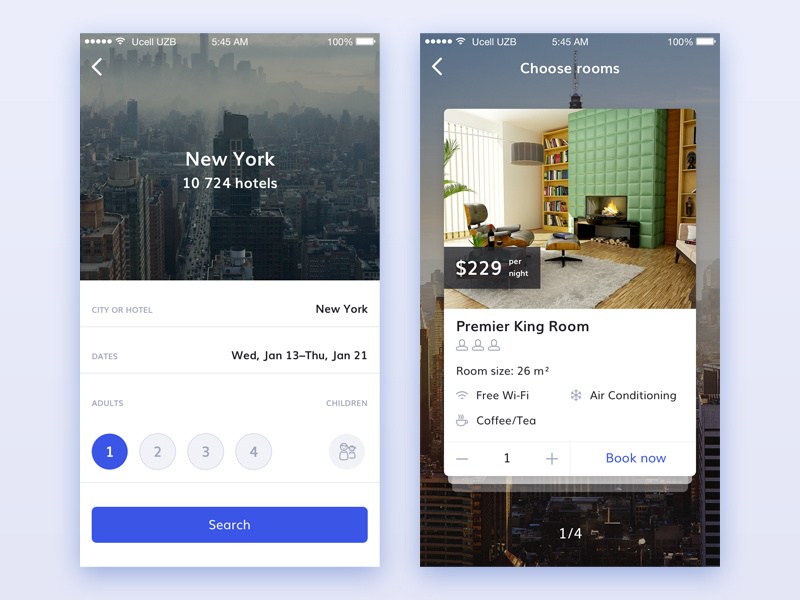 Ucell UZB 5:45 AM 100%
New York
10 724 hotels
CITY OR HOTEL New York
DATES Wed, Jan 13–Thu, Jan 21
ADULTS CHILDREN
1 2 3 4
Search
Ucell UZB 5:45 AM 100%
Choose rooms
$229 per night
Premier King Room
Room size: 26 m²
Free Wi-Fi Air Conditioning
Coffee/Tea
— 1 + Book now
1/4